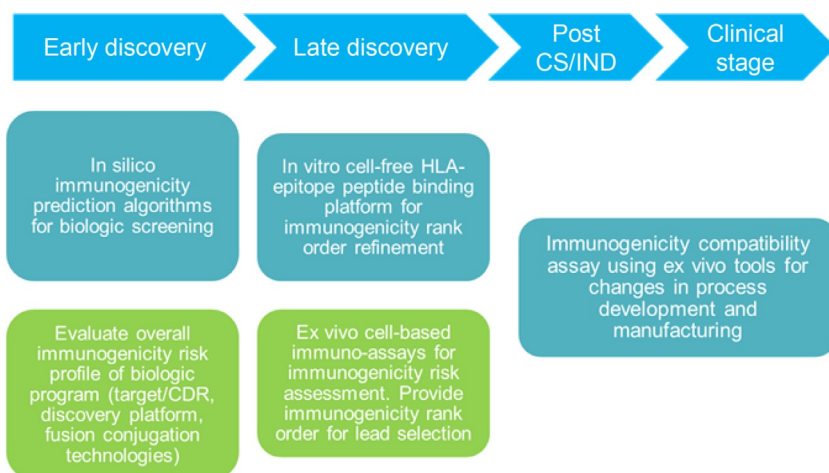 Early discovery
Late discovery
Post
CS/IND
Clinical
stage
In silico
immunogenicity
prediction algorithms
for biologic screening
In vitro cell-free HLA-
epitope peptide binding
platform for
immunogenicity rank
order refinement
Immunogenicity compatibility
assay using ex vivo tools for
changes in process
development and
manufacturing
Evaluate overall
immunogenicity risk
profile of biologic
program (target/CDR,
discovery platform,
fusion conjugation
technologies)
Ex vivo cell-based
immuno-assays for
immunogenicity risk
assessment. Provide
immunogenicity rank
order for lead selection